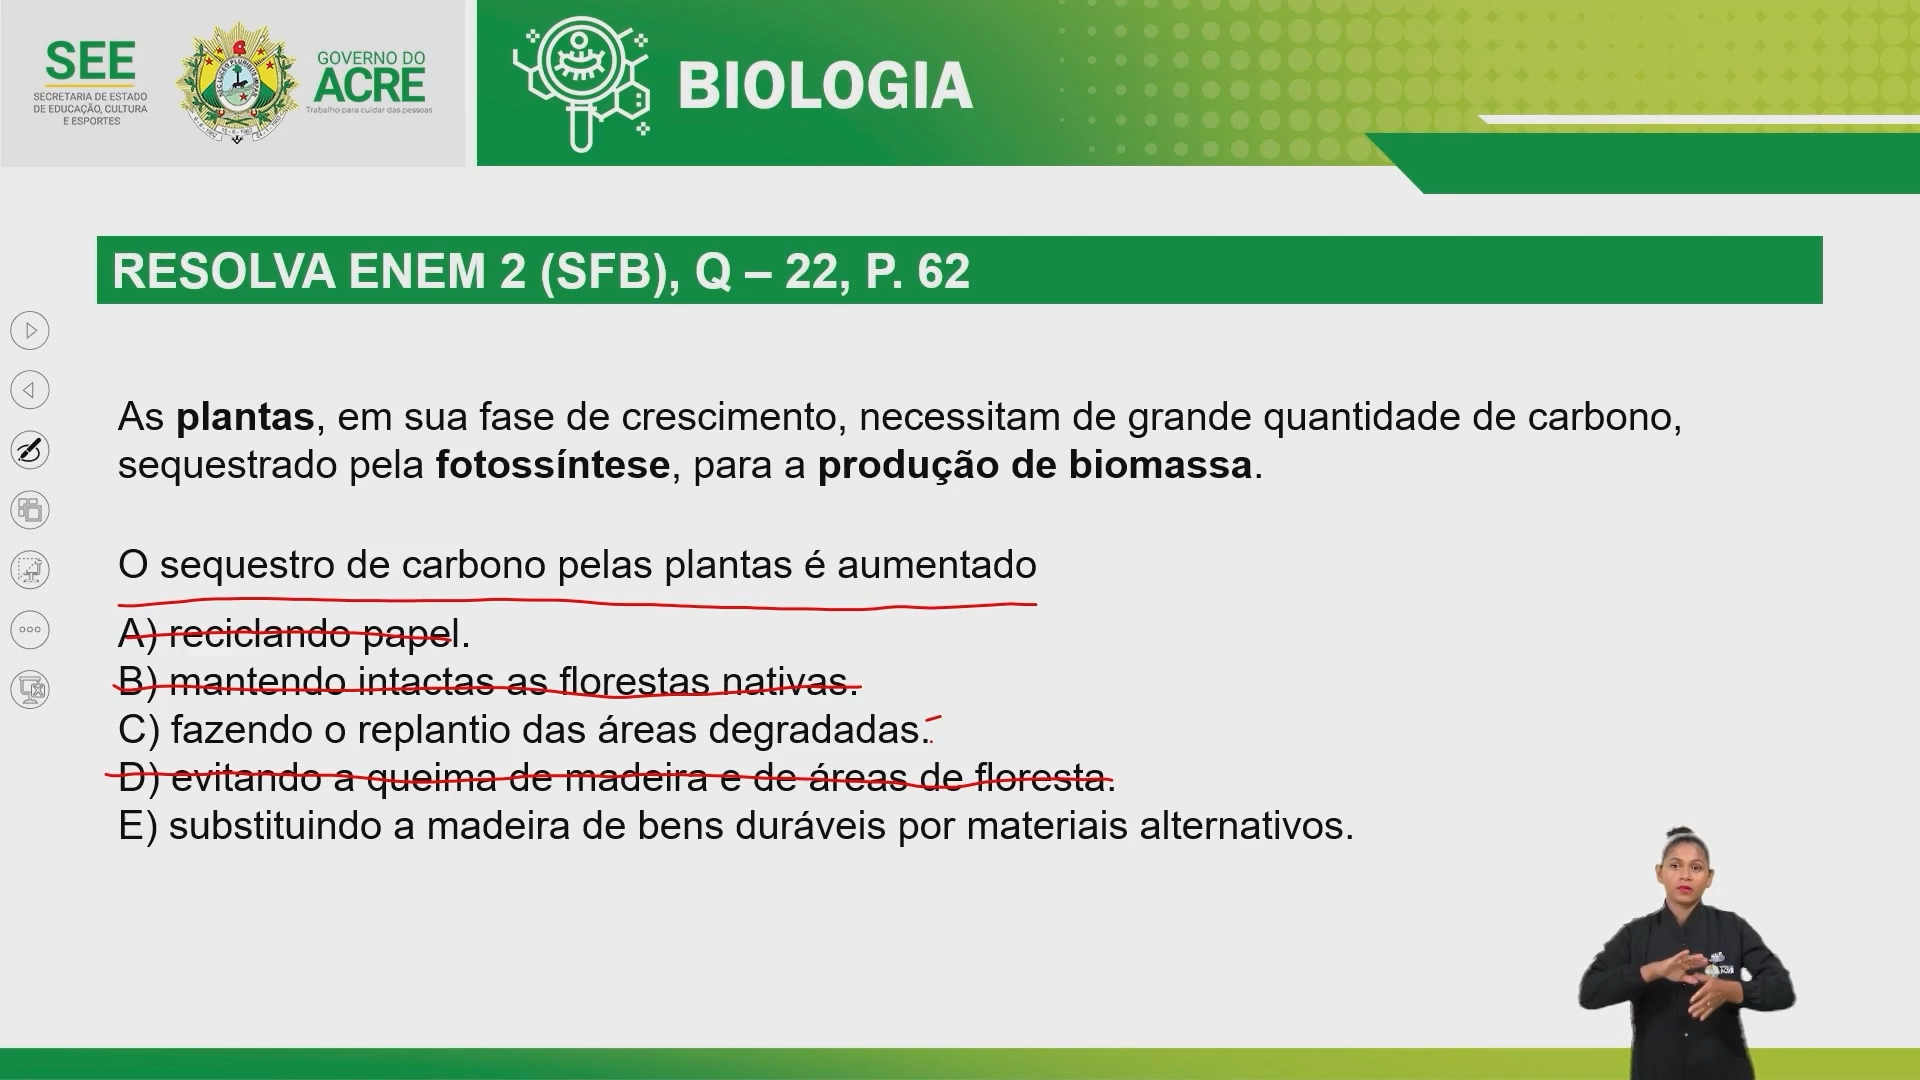 SEE
SECRETARIA DE ESTADO
DE EDUCAÇÃO, CULTURA
E ESPORTES
GOVERNO DO
ACRE
Trabalho para cuidar das pessoas
BIOLOGIA
RESOLVA ENEM 2 (SFB), Q – 22, P. 62
As plantas, em sua fase de crescimento, necessitam de grande quantidade de carbono,
sequestrado pela fotossíntese, para a produção de biomassa.
O sequestro de carbono pelas plantas é aumentado
A) reciclando papel.
B) mantendo intactas as florestas nativas.
C) fazendo o replantio das áreas degradadas.
D) evitando a queima de madeira e de áreas de floresta.
E) substituindo a madeira de bens duráveis por materiais alternativos.